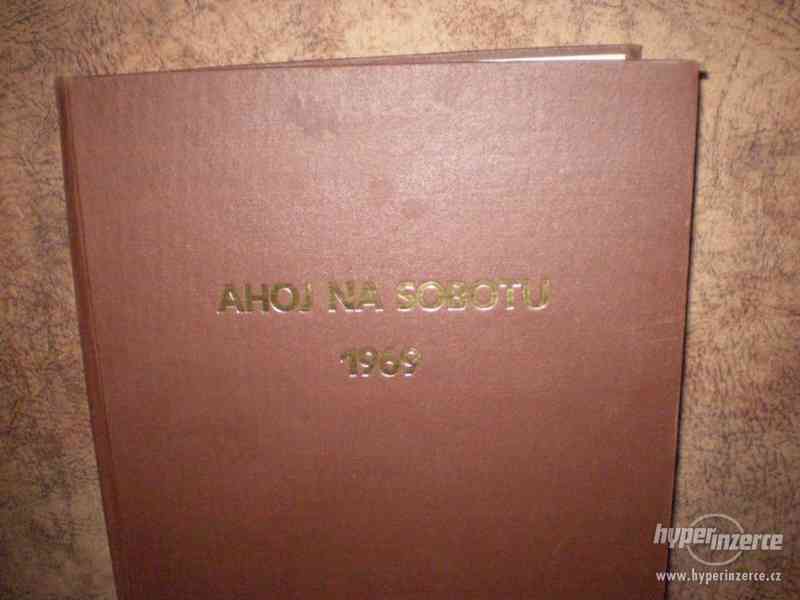 AHOJ NA SOBOTU
1969
hyperinzerce
www.hyperinzerce.cz